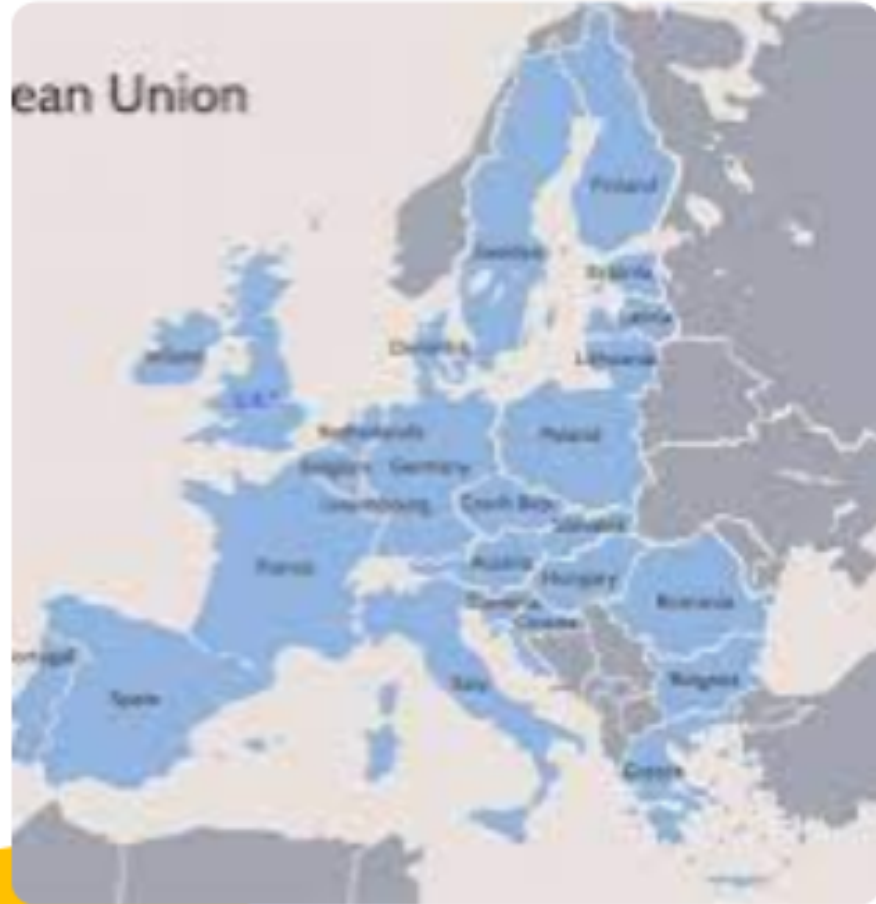 ean Union
Finland
Sweden
Estonia
Latvia
Ireland
Denmark
Lithuania
U.K.*
Netherlands
Poland
Belgium Germany
Luxembourg
Czech Rep.
Slovakia
France
Austria
Hungary
Slovenia
Romania
Croatia
ortugal
Spain
Italy
Bulgaria
Greece